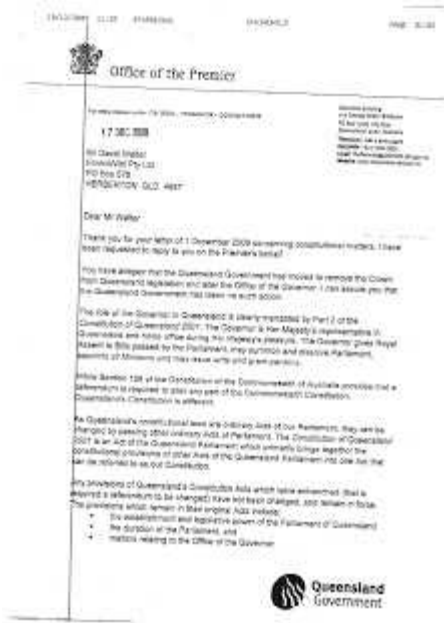 Office of the Premier
17 DEC 2009
Mr David Walter
PO Box 578
HERBERTON QLD 4887
Dear Mr Walter
Thank you for your letter of 1 December 2009 concerning constitutional matters. I have
been requested to reply to you on the Premier's behalf.
You have alleged that the Queensland Government has moved to remove the Crown
from Queensland legislation and alter the Office of the Governor. I can assure you that
the Queensland Government has taken no such action.
The role of the Governor in Queensland is clearly mandated by Part 2 of the
Constitution of Queensland 2001. The Governor is Her Majesty's representative in
Queensland and holds office during Her Majesty's pleasure. The Governor gives Royal
Assent to Bills passed by the Parliament, may summon and dissolve Parliament,
appoints all Ministers and may issue writs and grant pardons.
While Section 128 of the Constitution of the Commonwealth of Australia provides that a
referendum is required to alter any part of the Commonwealth Constitution,
Queensland's Constitution is different.
As Queensland's constitutional laws are ordinary Acts of our Parliament, they can be
changed by passing other ordinary Acts of Parliament. The Constitution of Queensland
2001 is an Act of the Queensland Parliament which primarily brings together the
constitutional provisions of other Acts of the Queensland Parliament into one that
can be referred to as our Constitution.
Any provisions of Queensland's Constitution Acts which were entrenched (that is
required a referendum to be changed) have not been changed, and remain in force.
The provisions which remain in their original Acts include:
• the establishment and legislative power of the Parliament of Queensland
• the duration of the Parliament, and
• matters relating to the Office of the Governor
Queensland
Government